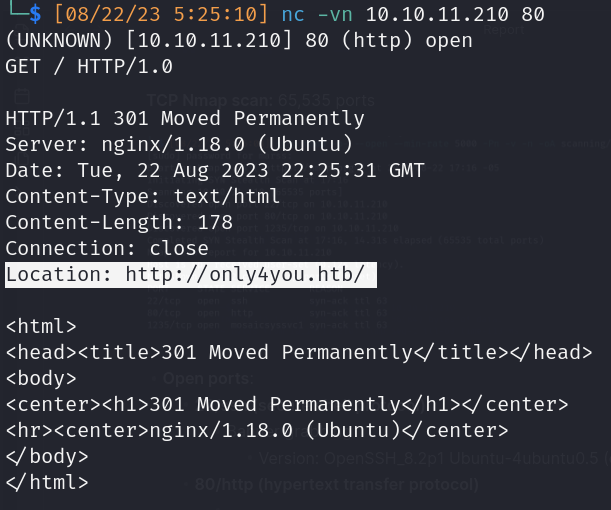 └─$ [08/22/23 5:25:10] nc -vn 10.10.11.210 80
(UNKNOWN) [10.10.11.210] 80 (http) open
GET / HTTP/1.0
TCP Nmap scan: 65,535 ports
HTTP/1.1 301 Moved Permanently
Server: nginx/1.18.0 (Ubuntu)
Date: Tue, 22 Aug 2023 22:25:31 GMT
Content-Type: text/html
Content-Length: 178
Connection: close
Location: http://only4you.htb/
<html>
<head><title>301 Moved Permanently</title></head>
<body>
Open ports:
<center><h1>301 Moved Permanently</h1></center>
<hr><center>nginx/1.18.0 (Ubuntu)</center>
</body>
Version: OpenSSH_8.2p1 Ubuntu-4ubuntu0.5
</html>
80/http (hypertext transfer protocol)